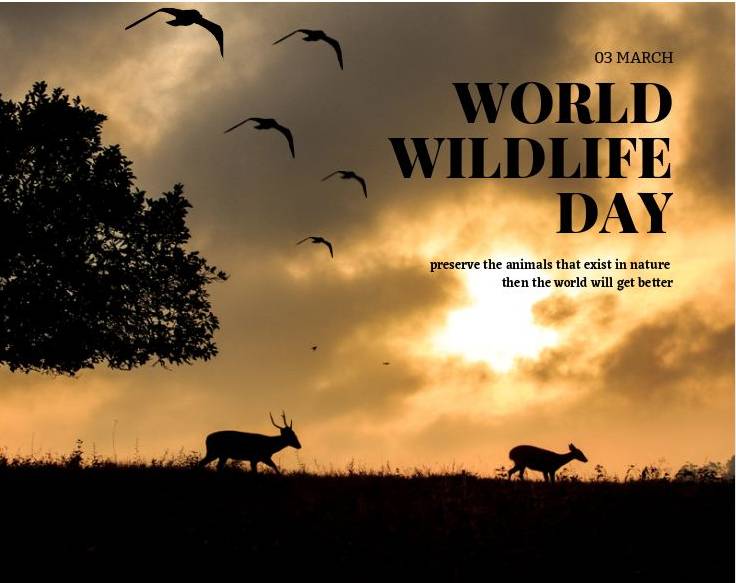 03 MARCH
WORLD
WILDLIFE
DAY
preserve the animals that exist in nature
then the world will get better